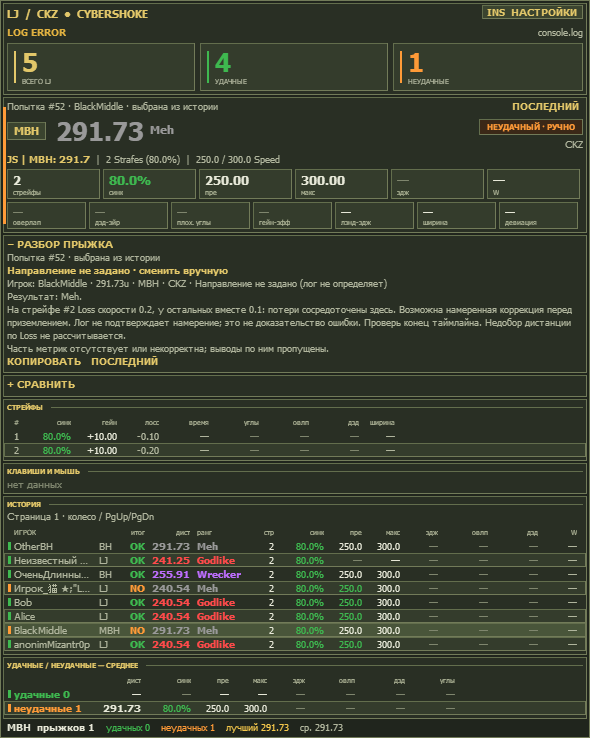 LJ / CKZ • CYBERSHOKE INS НАСТРОЙКИ
LOG ERROR console.log
5 4 1
ВСЕГО LJ УДАЧНЫЕ НЕУДАЧНЫЕ
Попытка #52 · BlackMiddle · выбрана из истории ПОСЛЕДНИЙ
MBH 291.73 Meh НЕУДАЧНЫЙ · РУЧНО
CKZ
JS | MBH: 291.7 | 2 Strafes (80.0%) | 250.0 / 300.0 Speed
2 80.0% 250.00 300.00 — —
стрейфы синк пре макс эдж W
— — — — — — —
оверлап дэд-эйр плох. углы гейн-эфф лэнд-эдж ширина девиация
− РАЗБОР ПРЫЖКА
Попытка #52 · выбрана из истории
Направление не задано · сменить вручную
Игрок: BlackMiddle · 291.73u · MBH · CKZ · Направление не задано (лог не определяет)
Результат: Meh.
На стрейфе #2 Loss скорости 0.2, у остальных вместе 0.1: потери сосредоточены здесь. Возможна намеренная коррекция перед
приземлением. Лог не подтверждает намерение; это не доказательство ошибки. Проверь конец таймлайна. Недобор дистанции
по Loss не рассчитывается.
Часть метрик отсутствует или некорректна; выводы по ним пропущены.
КОПИРОВАТЬ ПОСЛЕДНИЙ
+ СРАВНИТЬ
СТРЕЙФЫ
# синк гейн лосс время углы овлп дэд ширина
1 80.0% +10.00 -0.10 — — — — —
2 80.0% +10.00 -0.20 — — — — —
КЛАВИШИ И МЫШЬ
нет данных
ИСТОРИЯ
Страница 1 · колесо / PgUp/PgDn
ИГРОК итог дист ранг стр синк пре макс эдж овлп дэд W
OtherBH BH OK 291.73 Meh 2 80.0% 250.0 300.0 — — — —
Неизвестный ... LJ OK 241.25 Godlike 2 80.0% — — — — — —
ОченьДлинны... BH OK 255.91 Wrecker 2 80.0% 250.0 300.0 — — — —
Игрок_猫 ★;"L... LJ NO 240.54 Meh 2 80.0% 250.0 300.0 — — — —
Bob LJ OK 240.54 Godlike 2 80.0% 250.0 300.0 — — — —
Alice LJ OK 240.54 Godlike 2 80.0% 250.0 300.0 — — — —
BlackMiddle MBH NO 291.73 Meh 2 80.0% 250.0 300.0 — — — —
anonimMizantr0p LJ OK 240.54 Godlike 2 80.0% 250.0 300.0 — — — —
УДАЧНЫЕ / НЕУДАЧНЫЕ — СРЕДНЕЕ
дист синк пре макс эдж овлп дэд углы
удачные 0 — — — — — — — —
неудачные 1 291.73 80.0% 250.0 300.0 — — — —
MBH прыжков 1 удачных 0 неудачных 1 лучший 291.73 ср. 291.73